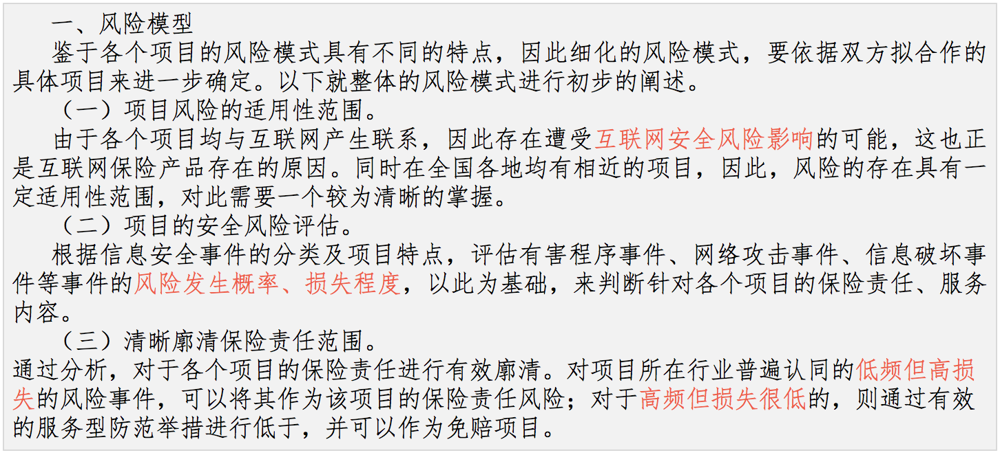 一、风险模型
鉴于各个项目的风险模式具有不同的特点，因此细化的风险模式，要依据双方拟合作的
具体项目来进一步确定。以下就整体的风险模式进行初步的阐述。
（一）项目风险的适用性范围。
由于各个项目均与互联网产生联系，因此存在遭受互联网安全风险影响的可能，这也正
是互联网保险产品存在的原因。同时在全国各地均有相近的项目，因此，风险的存在具有一
定适用性范围，对此需要一个较为清晰的掌握。
（二）项目的安全风险评估。
根据信息安全事件的分类及项目特点，评估有害程序事件、网络攻击事件、信息破坏事
件等事件的风险发生概率、损失程度，以此为基础，来判断针对各个项目的保险责任、服务
内容。
（三）清晰廓清保险责任范围。
通过分析，对于各个项目的保险责任进行有效廓清。对项目所在行业普遍认同的低频但高损
失的风险事件，可以将其作为该项目的保险责任风险；对于高频但损失很低的，则通过有效
的服务型防范举措进行低于，并可以作为免赔项目。